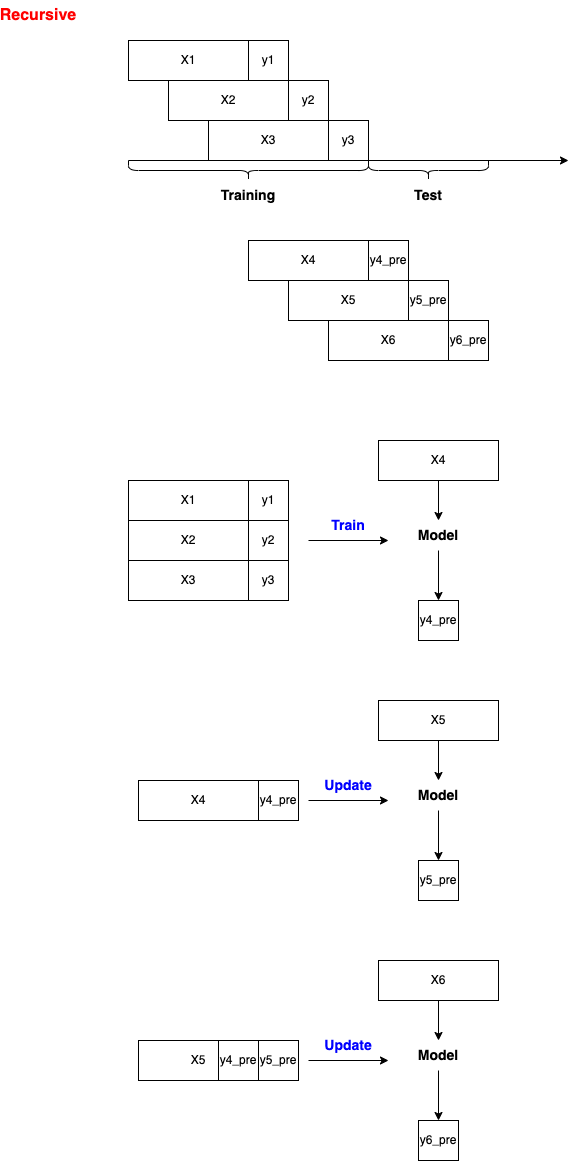 Recursive
X1 y1
X2 y2
X3 y3
Training Test
X4 y4_pre
X5 y5_pre
X6 y6_pre
X4
X1 y1
Train
X2 y2
Model
X3 y3
y4_pre
X5
Update
Model
X4 y4_pre
y5_pre
X6
Update
Model
X5 y4_pre y5_pre
y6_pre